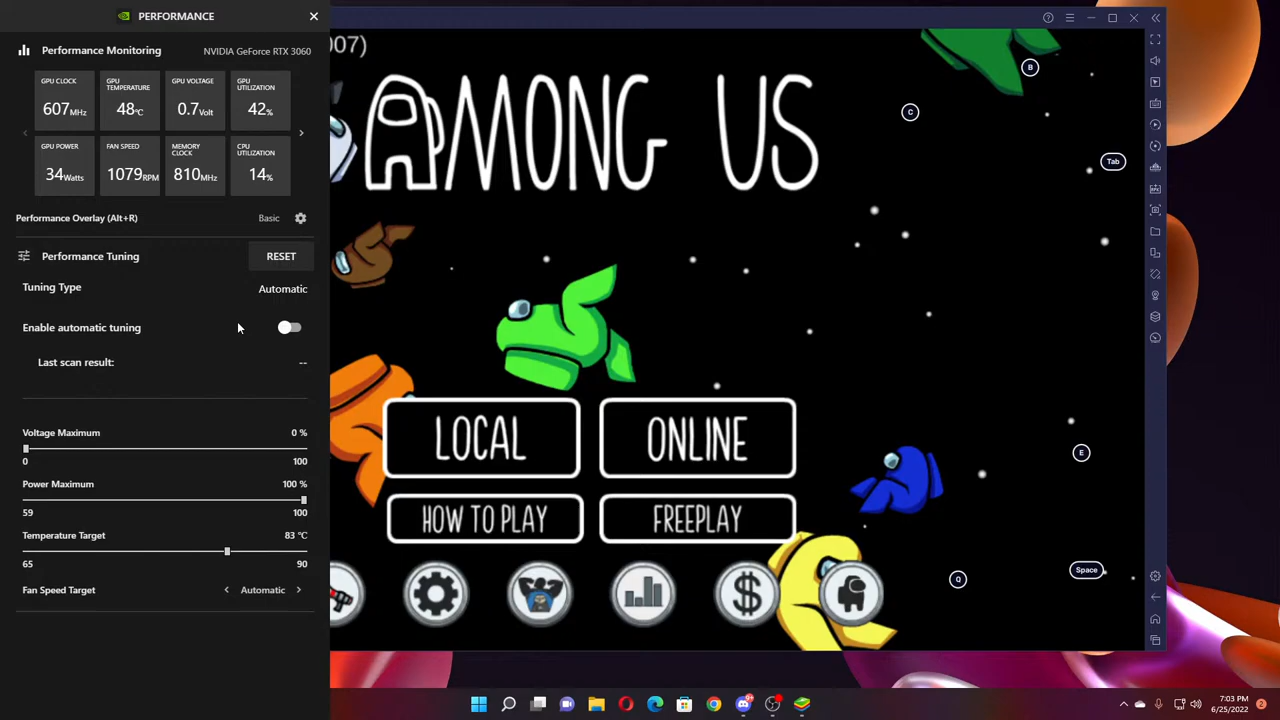 PERFORMANCE
Performance Monitoring
NVIDIA GeForce RTX 3060
GPU CLOCK
607MHz
GPU TEMPERATURE
48°C
GPU VOLTAGE
0.7Volt
GPU UTILIZATION
42%
GPU POWER
34Watts
FAN SPEED
1079RPM
MEMORY CLOCK
810MHz
CPU UTILIZATION
14%
Performance Overlay (Alt+R)
Basic
Performance Tuning
RESET
Tuning Type
Automatic
Enable automatic tuning
Last scan result:
--
Voltage Maximum
0 %
0
100
Power Maximum
100 %
59
100
Temperature Target
83 °C
65
90
Fan Speed Target
< Automatic >
007)
AMONG US
LOCAL
ONLINE
HOW TO PLAY
FREEPLAY
$
B
C
Tab
E
Space
Q
7:03 PM
6/25/2022
2